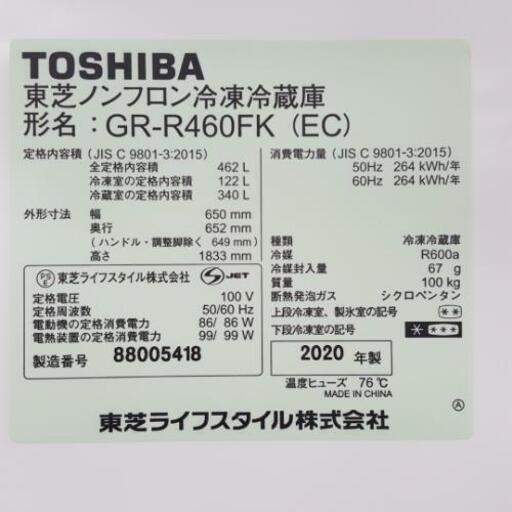 TOSHIBA
東芝ノンフロン冷凍冷蔵庫
形名：GR-R460FK（EC）
定格内容積（JIS C 9801-3:2015）
全定格内容積 462 L
冷凍室の定格内容積 122 L
冷蔵室の定格内容積 340 L
外形寸法 幅 650 mm
奥行 652 mm
（ハンドル・調整脚除く 649 mm）
高さ 1833 mm
消費電力量（JIS C 9801-3:2015）
50Hz 264 kWh/年
60Hz 264 kWh/年
種類 冷凍冷蔵庫
冷媒 R600a
冷媒封入量 67 g
質量 100 kg
断熱発泡ガス シクロペンタン
上段冷凍室、製氷室の記号 ***
下段冷凍室の記号 * ***
PS E 東芝ライフスタイル株式会社 S JET
定格電圧 100 V
定格周波数 50/60 Hz
電動機の定格消費電力 86/ 86 W
電熱装置の定格消費電力 99/ 99 W
製造番号 88005418
2020 年製
温度ヒューズ 76℃
MADE IN CHINA
東芝ライフスタイル株式会社
Ⓐ